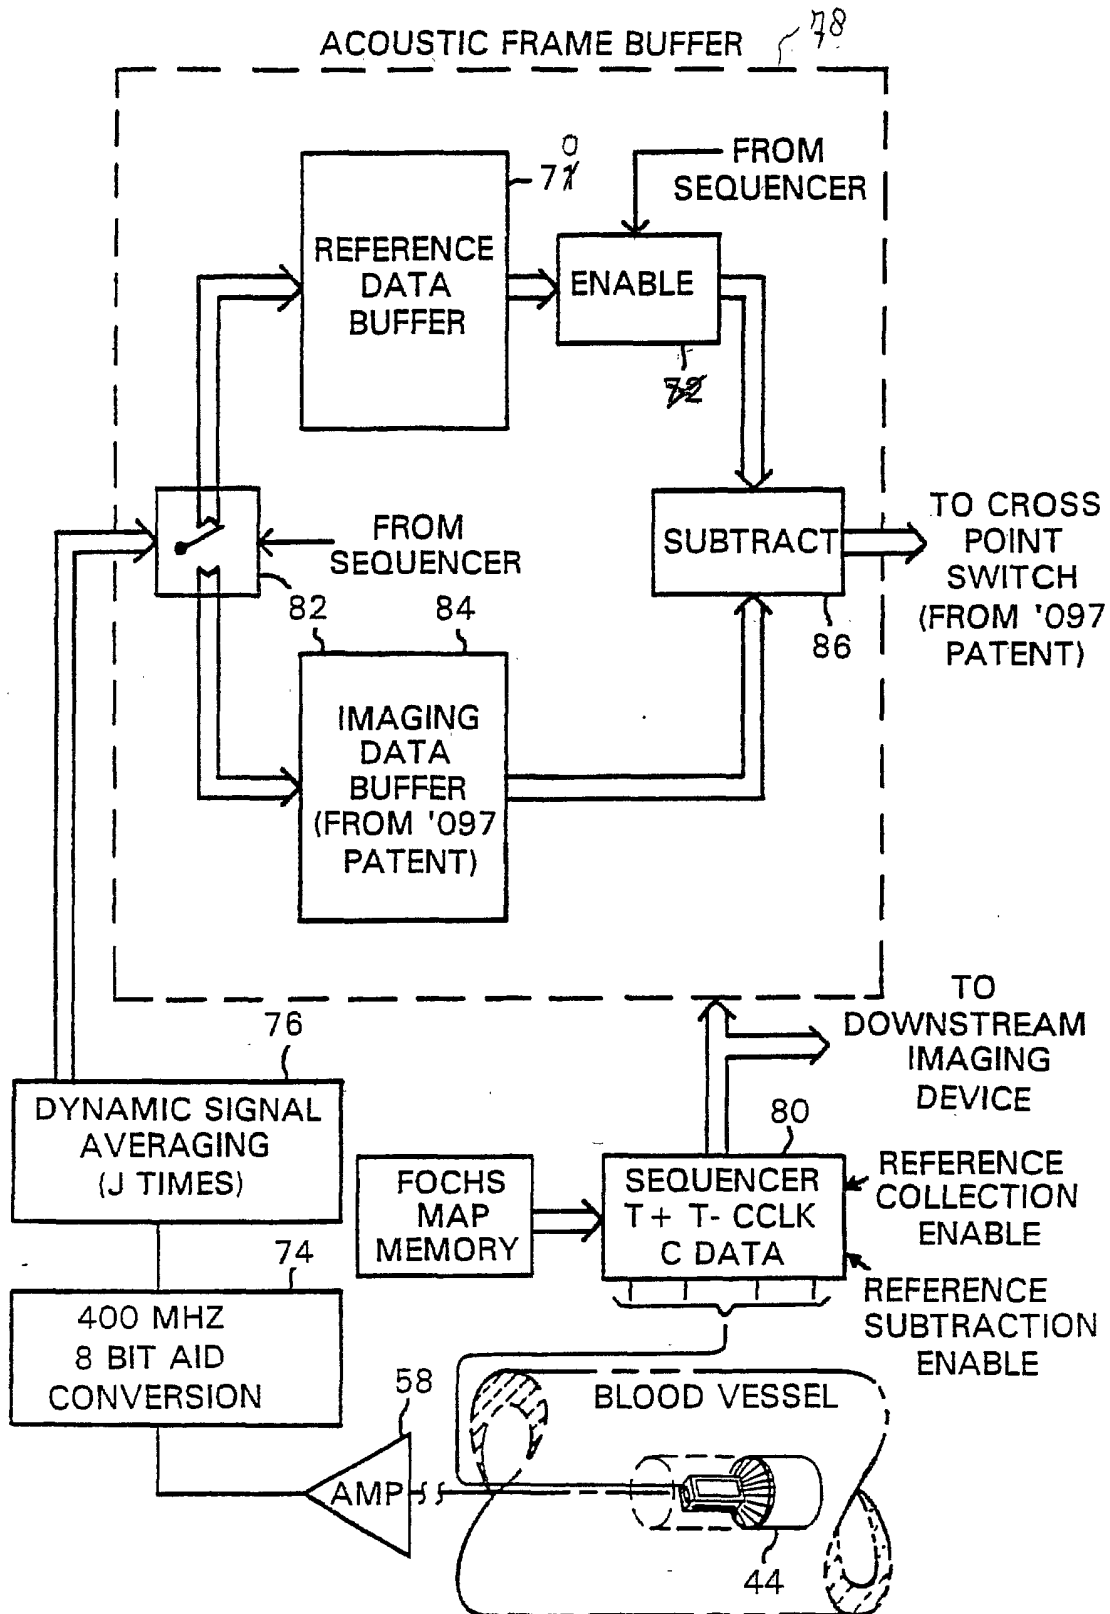 78
ACOUSTIC FRAME BUFFER
0
71
FROM
SEQUENCER
REFERENCE
DATA
BUFFER
ENABLE
72
FROM
SEQUENCER
82
84
SUBTRACT
86
TO CROSS
POINT
SWITCH
(FROM '097
PATENT)
IMAGING
DATA
BUFFER
(FROM '097
PATENT)
76
DYNAMIC SIGNAL
AVERAGING
(J TIMES)
TO
DOWNSTREAM
IMAGING
DEVICE
80
FOCHS
MAP
MEMORY
SEQUENCER
T+ T- CCLK
C DATA
REFERENCE
COLLECTION
ENABLE
REFERENCE
SUBTRACTION
ENABLE
74
400 MHZ
8 BIT AID
CONVERSION
58
AMP
BLOOD VESSEL
44